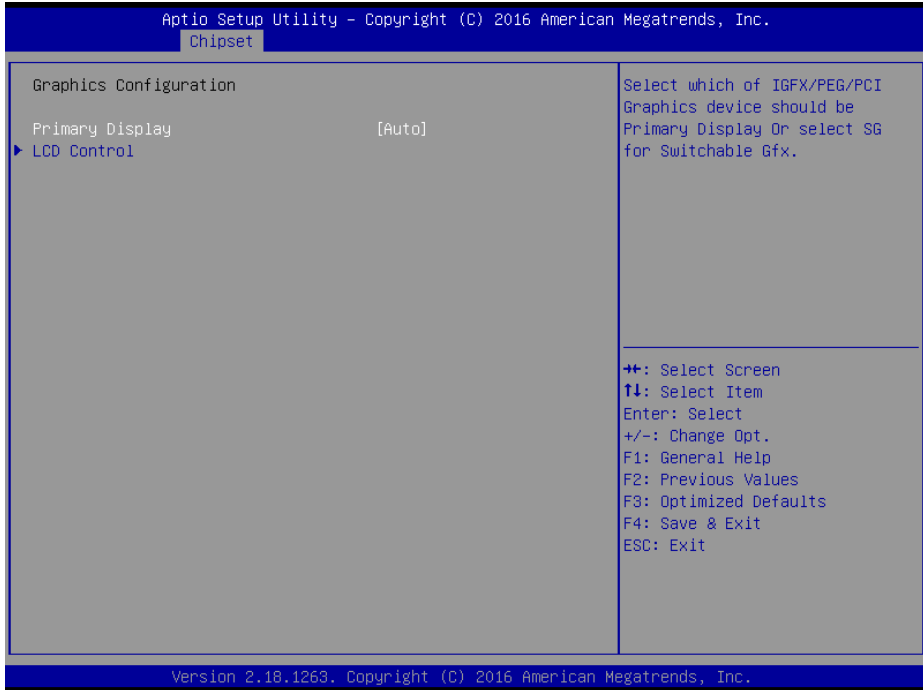 Aptio Setup Utility – Copyright (C) 2016 American Megatrends, Inc.
Chipset
Graphics Configuration
Primary Display [Auto]
LCD Control
Select which of IGFX/PEG/PCI
Graphics device should be
Primary Display Or select SG
for Switchable Gfx.
→←: Select Screen
↑↓: Select Item
Enter: Select
+/-: Change Opt.
F1: General Help
F2: Previous Values
F3: Optimized Defaults
F4: Save & Exit
ESC: Exit
Version 2.18.1263. Copyright (C) 2016 American Megatrends, Inc.